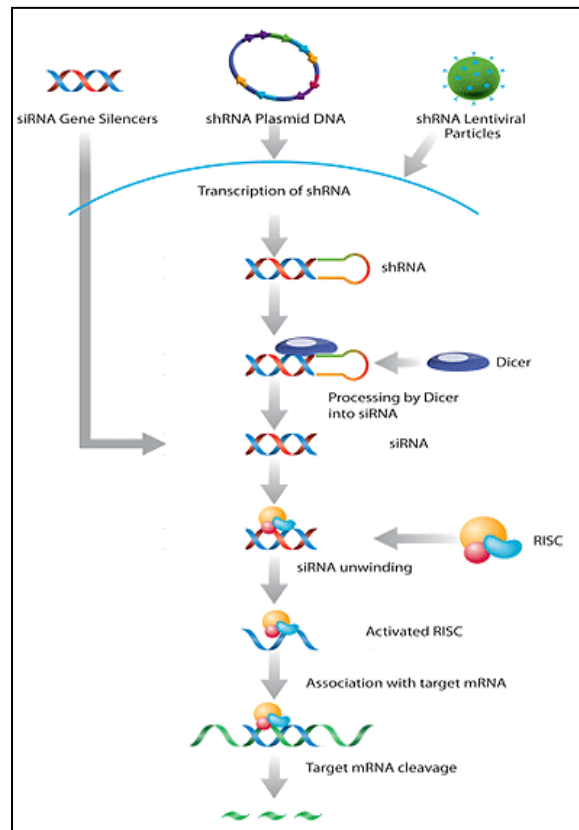 siRNA Gene Silencers
shRNA Plasmid DNA
shRNA Lentiviral
Particles
Transcription of shRNA
shRNA
Dicer
Processing by Dicer
into siRNA
siRNA
RISC
siRNA unwinding
Activated RISC
Association with target mRNA
Target mRNA cleavage